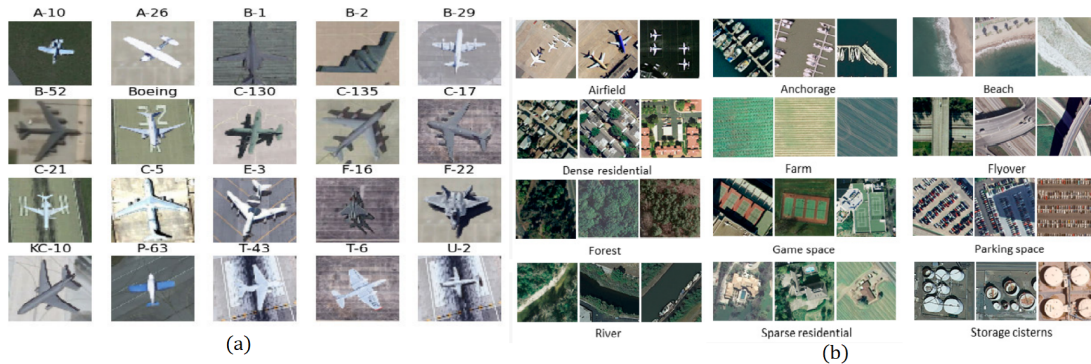 A-10 A-26 B-1 B-2 B-29
B-52 Boeing C-130 C-135 C-17
C-21 C-5 E-3 F-16 F-22
KC-10 P-63 T-43 T-6 U-2
(a)
Airfield Anchorage Beach
Dense residential Farm Flyover
Forest Game space Parking space
River Sparse residential Storage cisterns
(b)